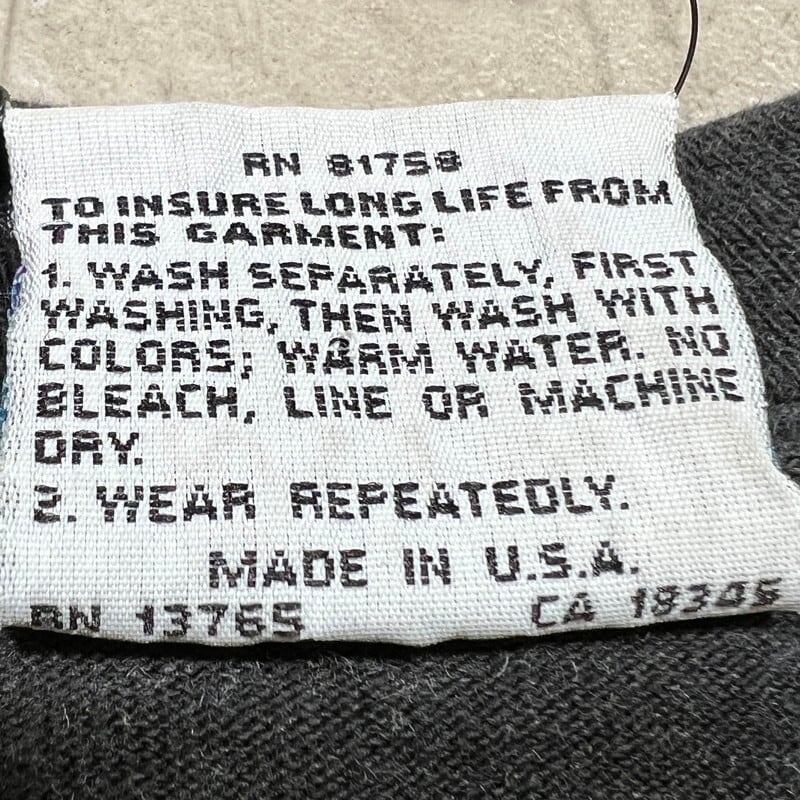 RN 81758
TO INSURE LONG LIFE FROM
THIS GARMENT:
1. WASH SEPARATELY, FIRST
WASHING, THEN WASH WITH
COLORS; WARM WATER. NO
BLEACH, LINE OR MACHINE
DRY.
2. WEAR REPEATEDLY.
MADE IN U.S.A.
RN 13765 CA 18345